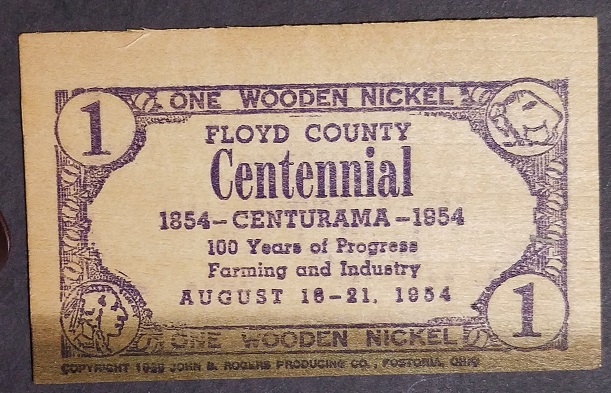 ONE WOODEN NICKEL
1 FLOYD COUNTY
Centennial
1854-CENTURAMA-1954
100 Years of Progress
Farming and Industry
AUGUST 16-21, 1954
1
ONE WOODEN NICKEL
COPYRIGHT JOHN B. ROGERS PRODUCING CO., FOSTORIA, OHIO